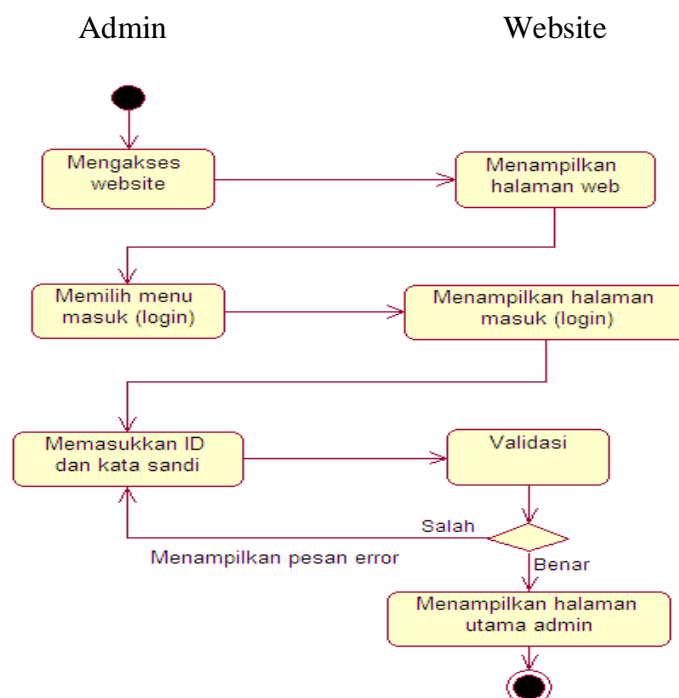 Admin
Website
Mengakses
website
Menampilkan
halaman web
Memilih menu
masuk (login)
Menampilkan halaman
masuk (login)
Memasukkan ID
dan kata sandi
Validasi
Salah
Menampilkan pesan error
Benar
Menampilkan halaman
utama admin